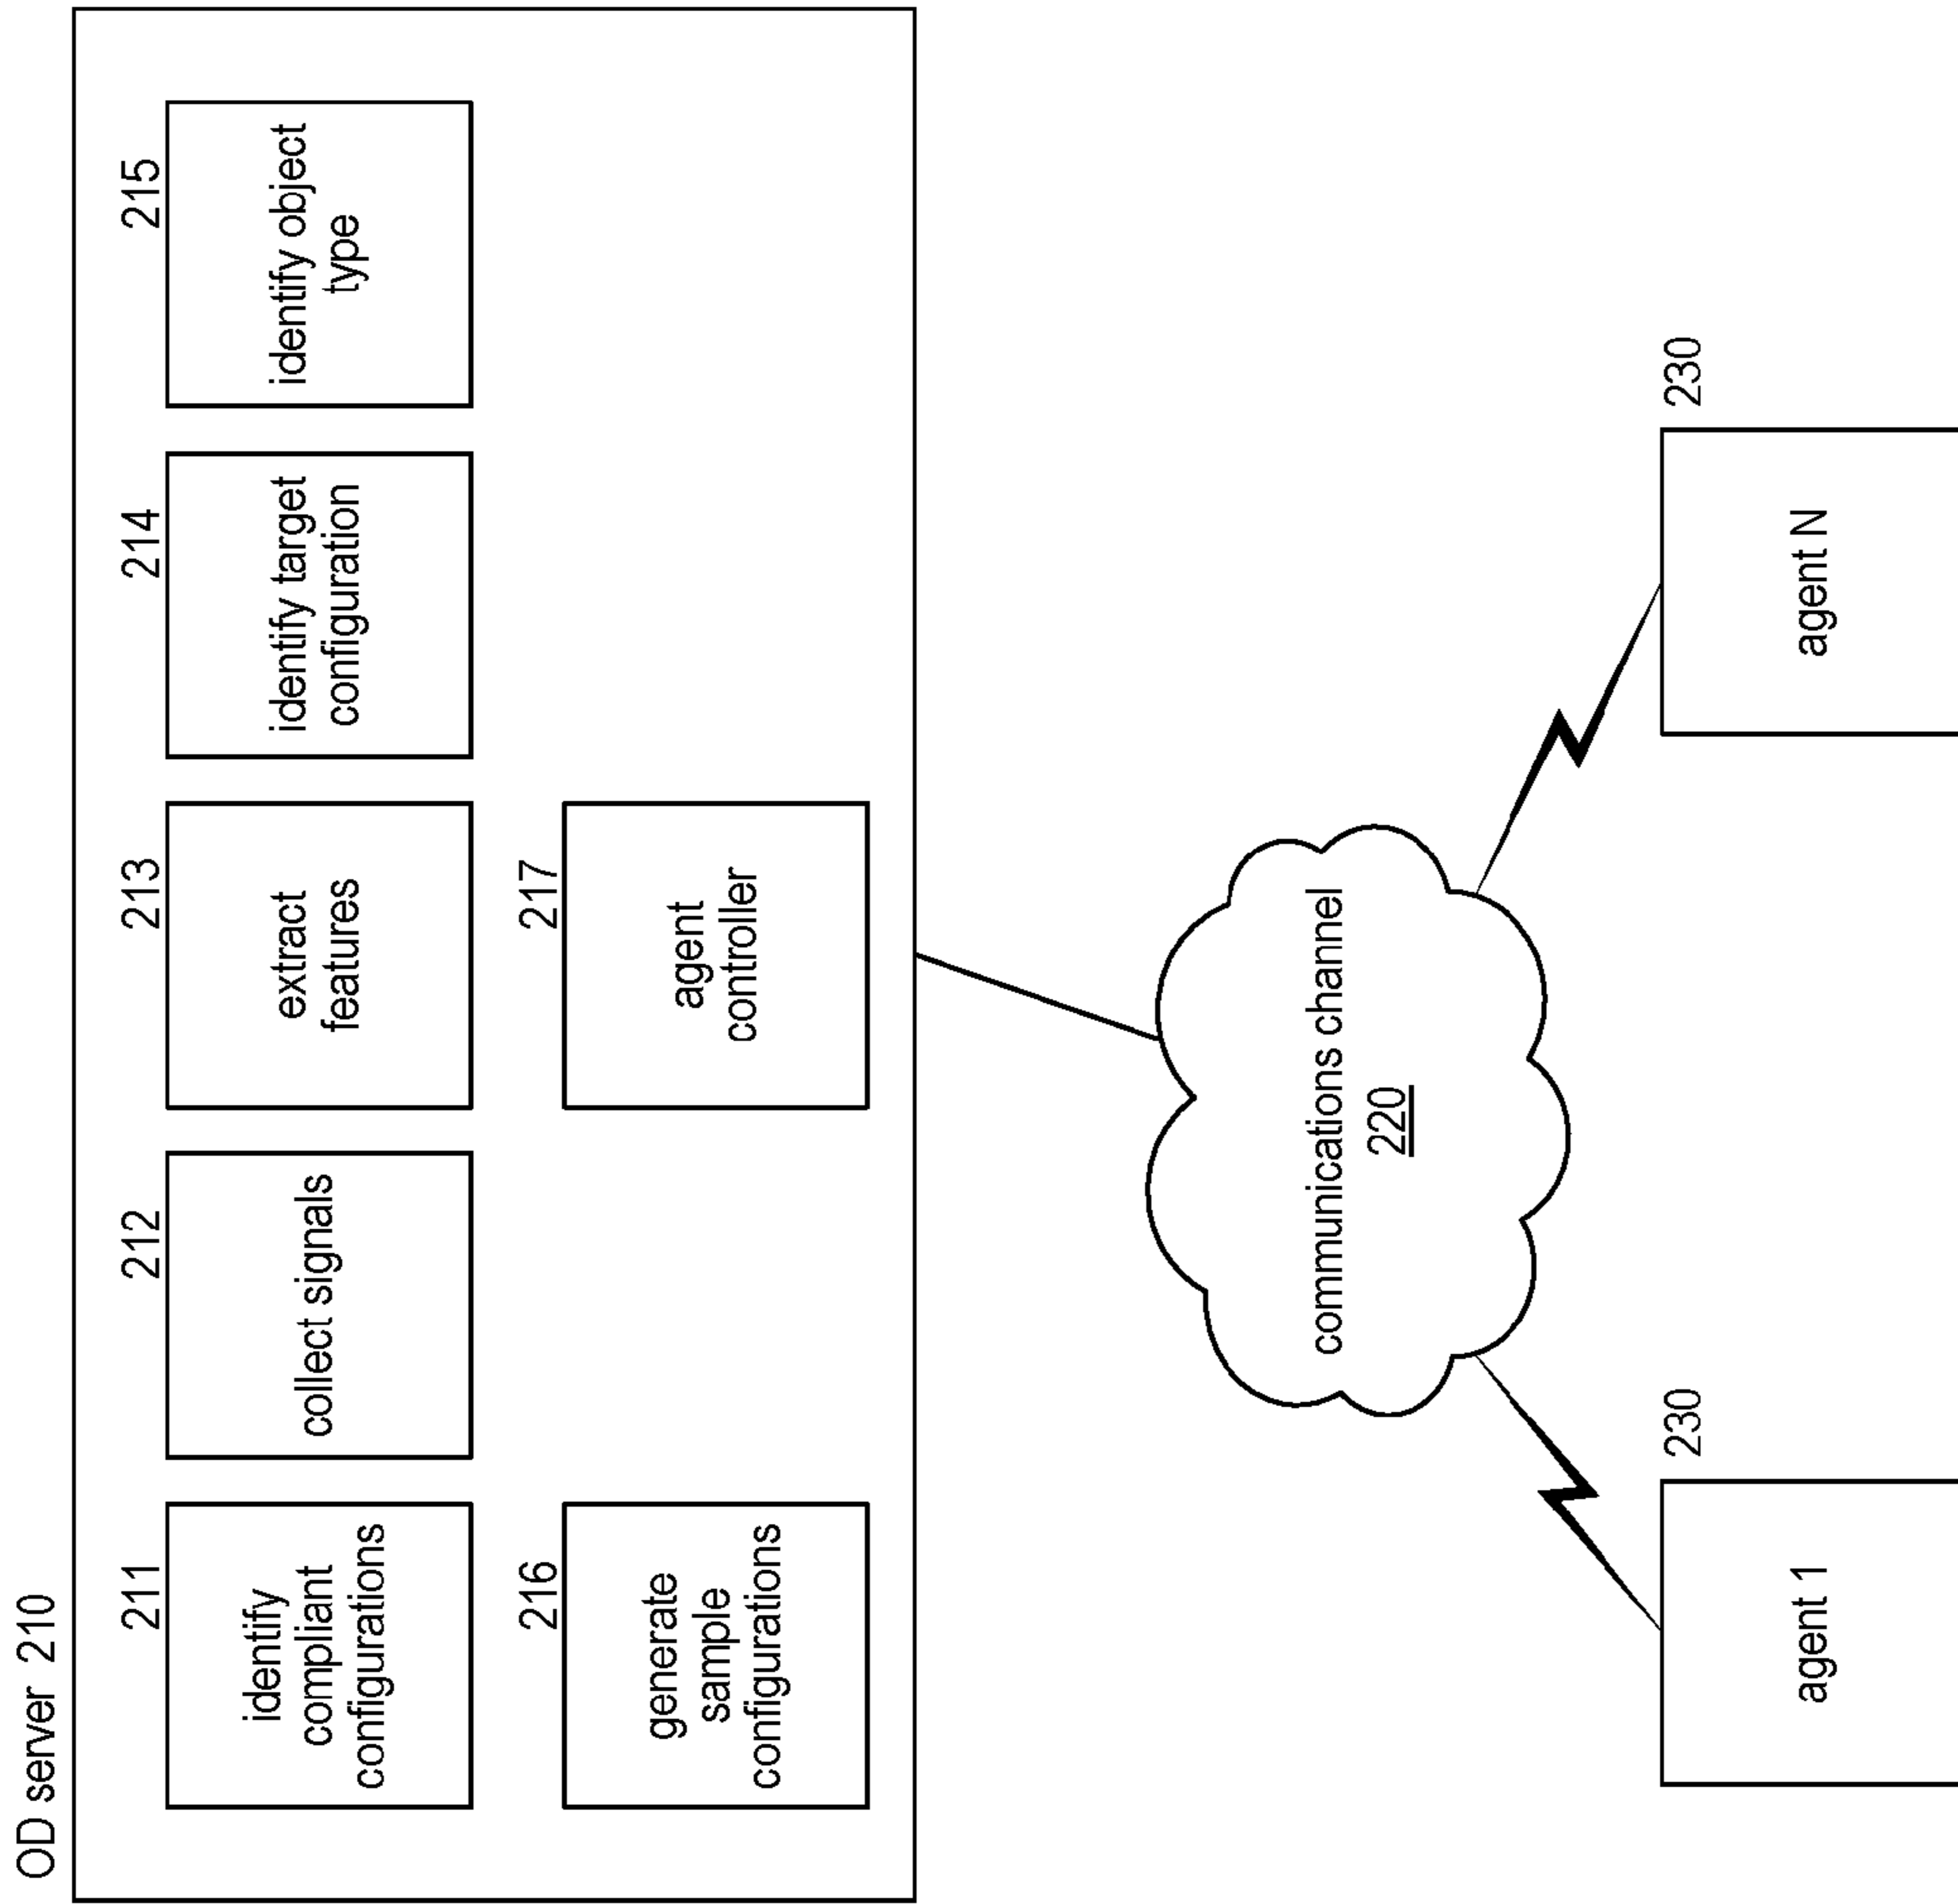 OD server 210
211
identify
compliant
configurations
212
collect signals
213
extract
features
214
identify target
configuration
215
identify object
type
216
generate
sample
configurations
217
agent
controller
communications channel
220
230
agent 1
230
agent N